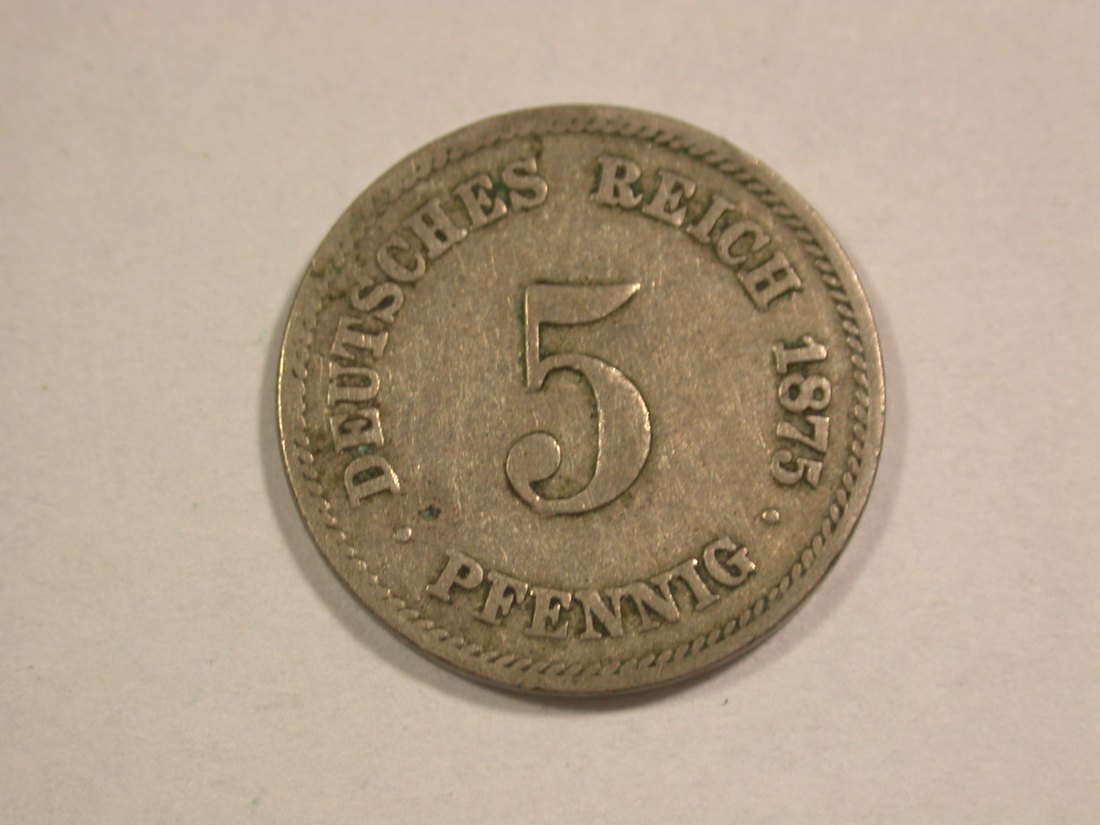 DEUTSCHES REICH 1875
5
PFENNIG